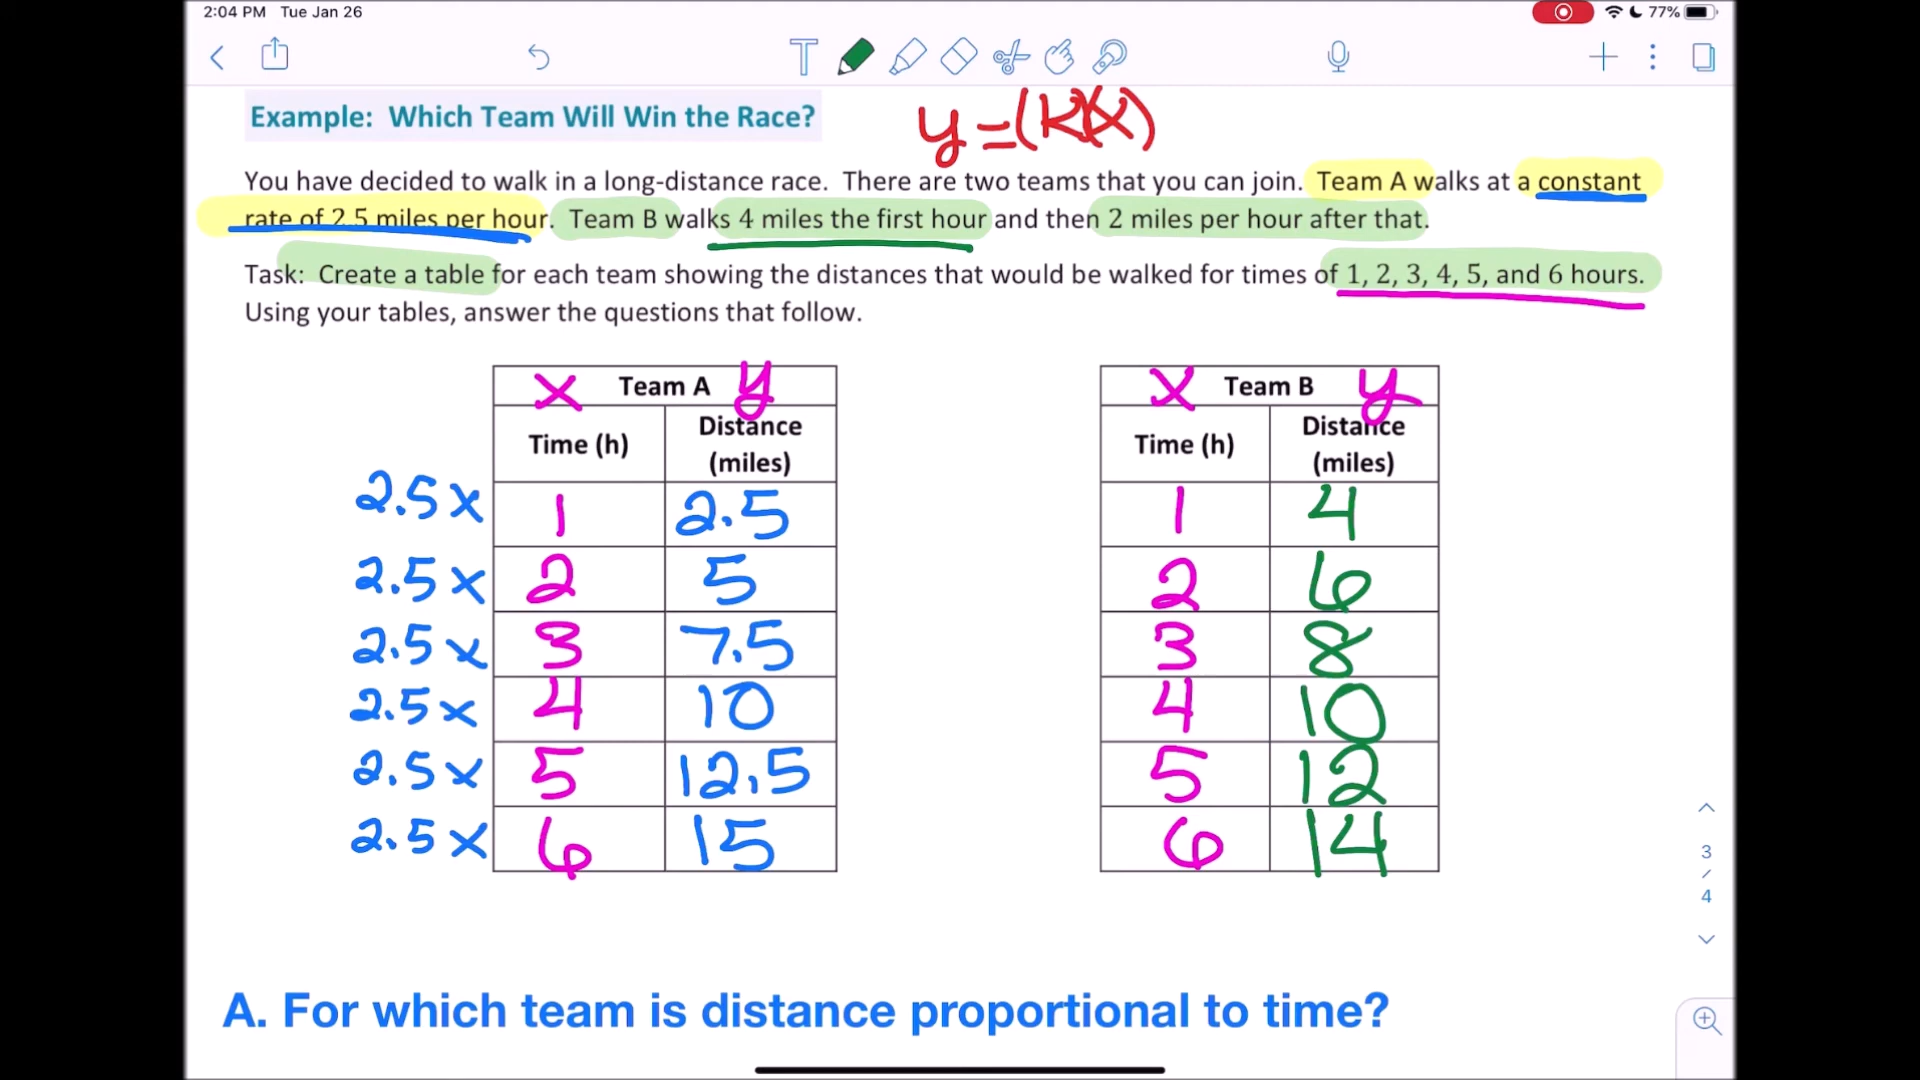 2:04 PM Tue Jan 26
77%
Example: Which Team Will Win the Race?
y=(k)(x)
You have decided to walk in a long-distance race. There are two teams that you can join. Team A walks at a constant
rate of 2.5 miles per hour. Team B walks 4 miles the first hour and then 2 miles per hour after that.
Task: Create a table for each team showing the distances that would be walked for times of 1, 2, 3, 4, 5, and 6 hours.
Using your tables, answer the questions that follow.
x Team A y
Time (h) Distance (miles)
2.5 x 1 2.5
2.5 x 2 5
2.5 x 3 7.5
2.5 x 4 10
2.5 x 5 12.5
2.5 x 6 15
x Team B y
Time (h) Distance (miles)
1 4
2 6
3 8
4 10
5 12
6 14
3
/
4
A. For which team is distance proportional to time?